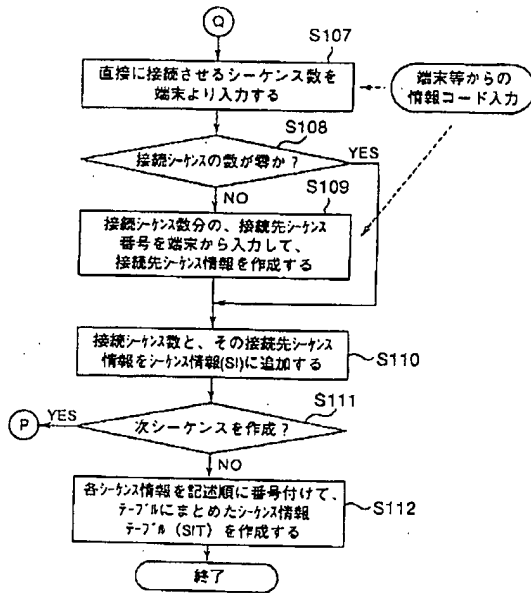 Q
S107
直接に接続させるシーケンス数を
端末より入力する
端末等からの
情報コード入力
S108
接続シーケンスの数が零か?
YES
NO
S109
接続シーケンス数分の、接続先シーケンス
番号を端末から入力して、
接続先シーケンス情報を作成する
接続シーケンス数と、その接続先シーケンス
情報をシーケンス情報(SI)に追加する
S110
S111
P
YES
次シーケンスを作成?
NO
各シーケンス情報を記述順に番号付けて、
テーブルにまとめたシーケンス情報
テーブル(SIT)を作成する
S112
終了